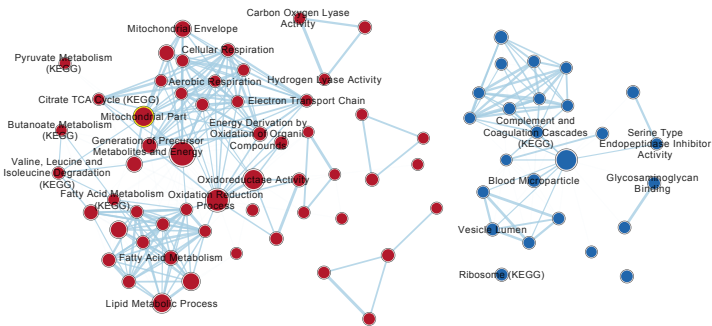 Carbon Oxygen Lyase
Activity
Mitochondrial Envelope
Cellular Respiration
Pyruvate Metabolism
(KEGG)
Aerobic Respiration
Hydrogen Lyase Activity
Citrate TCA Cycle (KEGG)
Electron Transport Chain
Mitochondrial Part
Butanoate Metabolism
(KEGG)
Energy Derivation by
Oxidation of Organic
Compounds
Generation of Precursor
Metabolites and Energy
Valine, Leucine and
Isoleucine Degradation
(KEGG)
Oxidoreductase Activity
Fatty Acid Metabolism
(KEGG)
Oxidation Reduction
Process
Fatty Acid Metabolism
Lipid Metabolic Process
Complement and
Coagulation Cascades
(KEGG)
Serine Type
Endopeptidase Inhibitor
Activity
Blood Microparticle
Glycosaminoglycan
Binding
Vesicle Lumen
Ribosome (KEGG)